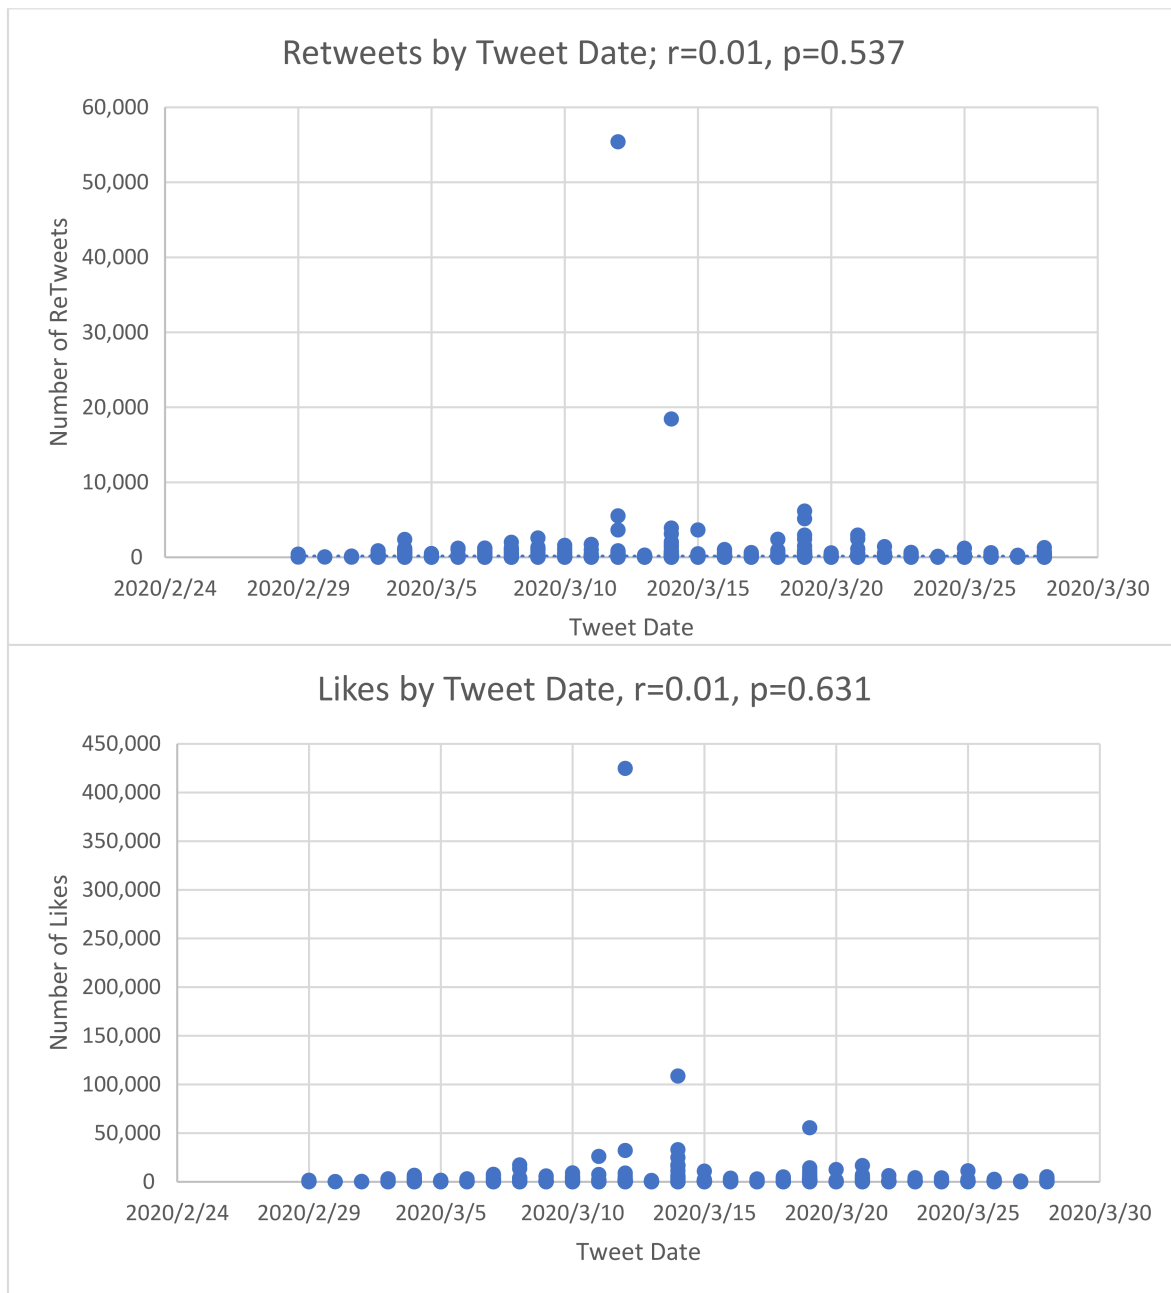 Retweets by Tweet Date; r=0.01, p=0.537
60,000
50,000
40,000
30,000
20,000
10,000
0
Number of ReTweets
2020/2/24 2020/2/29 2020/3/5 2020/3/10 2020/3/15 2020/3/20 2020/3/25 2020/3/30
Tweet Date
Likes by Tweet Date, r=0.01, p=0.631
450,000
400,000
350,000
300,000
250,000
200,000
150,000
100,000
50,000
0
Number of Likes
2020/2/24 2020/2/29 2020/3/5 2020/3/10 2020/3/15 2020/3/20 2020/3/25 2020/3/30
Tweet Date